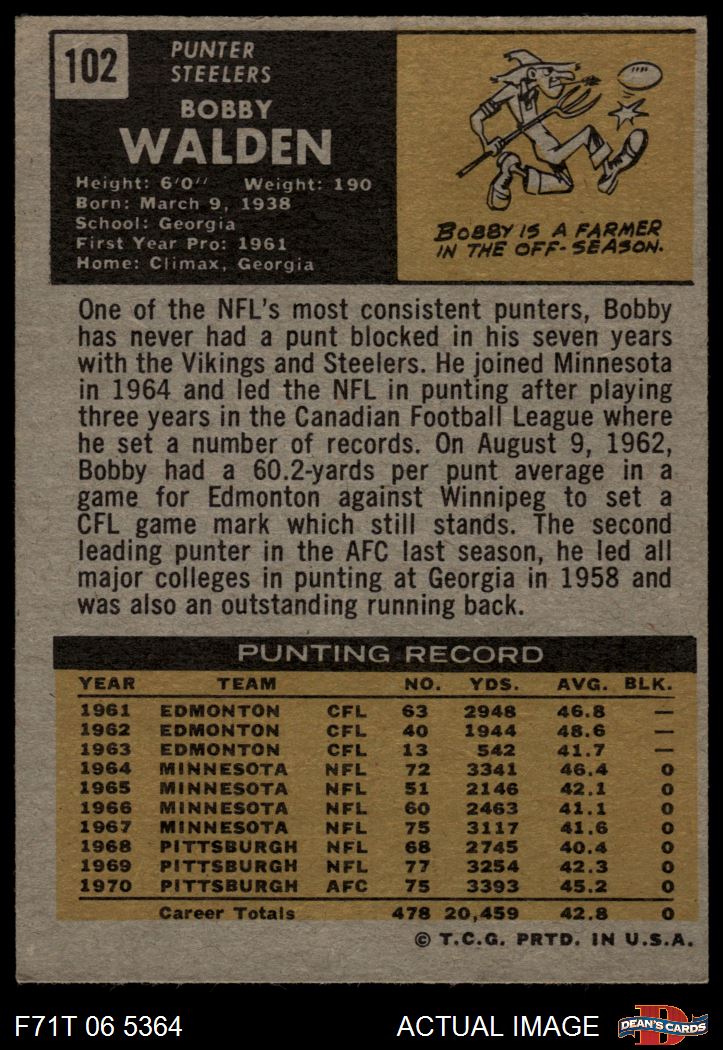 102
PUNTER
STEELERS
BOBBY
WALDEN
Height: 6'0" Weight: 190
Born: March 9, 1938
School: Georgia
First Year Pro: 1961
Home: Climax, Georgia
BOBBY IS A FARMER
IN THE OFF-SEASON.
One of the NFL's most consistent punters, Bobby
has never had a punt blocked in his seven years
with the Vikings and Steelers. He joined Minnesota
in 1964 and led the NFL in punting after playing
three years in the Canadian Football League where
he set a number of records. On August 9, 1962,
Bobby had a 60.2-yards per punt average in a
game for Edmonton against Winnipeg to set a
CFL game mark which still stands. The second
leading punter in the AFC last season, he led all
major colleges in punting at Georgia in 1958 and
was also an outstanding running back.
PUNTING RECORD
YEAR TEAM NO. YDS. AVG. BLK.
1961 EDMONTON CFL 63 2948 46.8 —
1962 EDMONTON CFL 40 1944 48.6 —
1963 EDMONTON CFL 13 542 41.7 —
1964 MINNESOTA NFL 72 3341 46.4 0
1965 MINNESOTA NFL 51 2146 42.1 0
1966 MINNESOTA NFL 60 2463 41.1 0
1967 MINNESOTA NFL 75 3117 41.6 0
1968 PITTSBURGH NFL 68 2745 40.4 0
1969 PITTSBURGH NFL 77 3254 42.3 0
1970 PITTSBURGH AFC 75 3393 45.2 0
Career Totals 478 20,459 42.8 0
© T.C.G. PRTD. IN U.S.A.
F71T 06 5364 ACTUAL IMAGE
D
DEAN'S CARDS